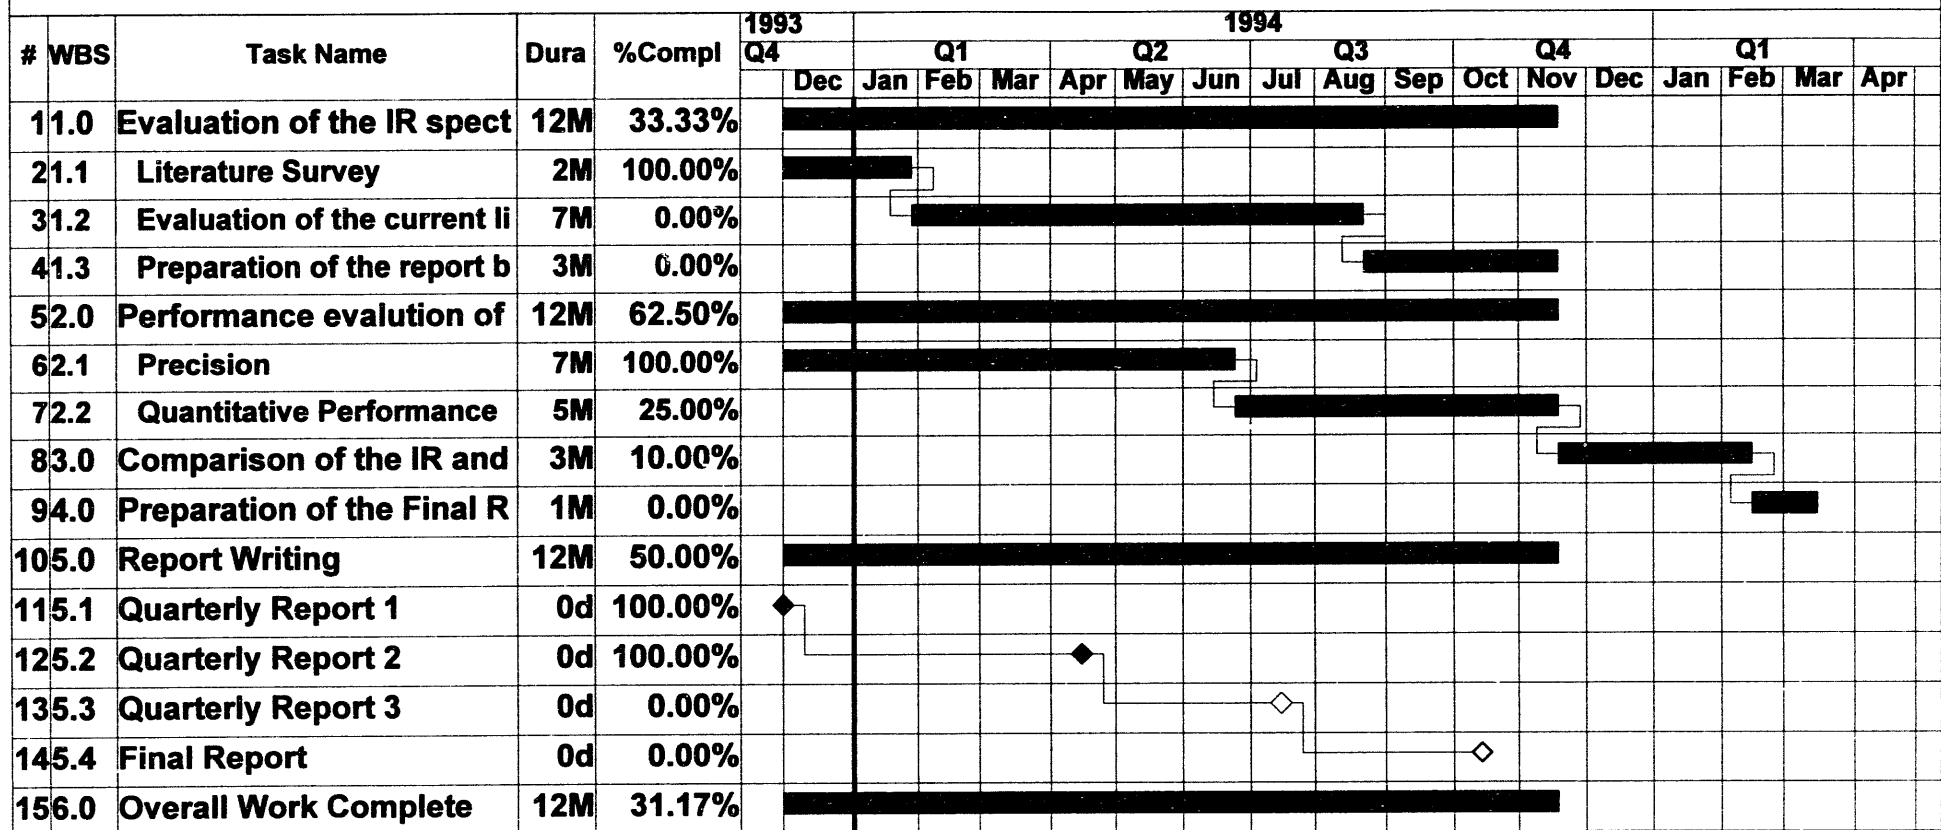 1993 1994
# WBS Task Name Dura %Compl Q4 Q1 Q2 Q3 Q4 Q1
Dec Jan Feb Mar Apr May Jun Jul Aug Sep Oct Nov Dec Jan Feb Mar Apr
1 1.0 Evaluation of the IR spect 12M 33.33%
2 1.1 Literature Survey 2M 100.00%
3 1.2 Evaluation of the current li 7M 0.00%
4 1.3 Preparation of the report b 3M 0.00%
5 2.0 Performance evalution of 12M 62.50%
6 2.1 Precision 7M 100.00%
7 2.2 Quantitative Performance 5M 25.00%
8 3.0 Comparison of the IR and 3M 10.00%
9 4.0 Preparation of the Final R 1M 0.00%
10 5.0 Report Writing 12M 50.00%
11 5.1 Quarterly Report 1 0d 100.00%
12 5.2 Quarterly Report 2 0d 100.00%
13 5.3 Quarterly Report 3 0d 0.00%
14 5.4 Final Report 0d 0.00%
15 6.0 Overall Work Complete 12M 31.17%